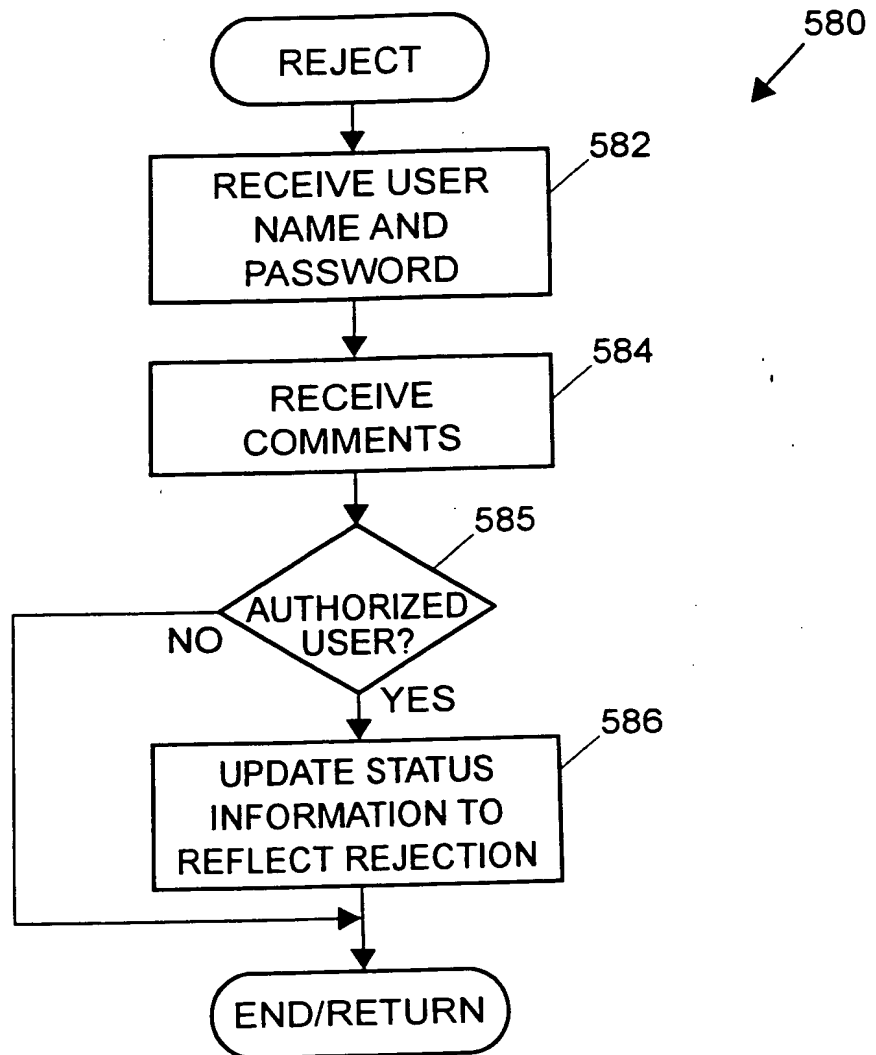 580
REJECT
582
RECEIVE USER
NAME AND
PASSWORD
584
RECEIVE
COMMENTS
585
AUTHORIZED
USER?
NO
YES
586
UPDATE STATUS
INFORMATION TO
REFLECT REJECTION
END/RETURN